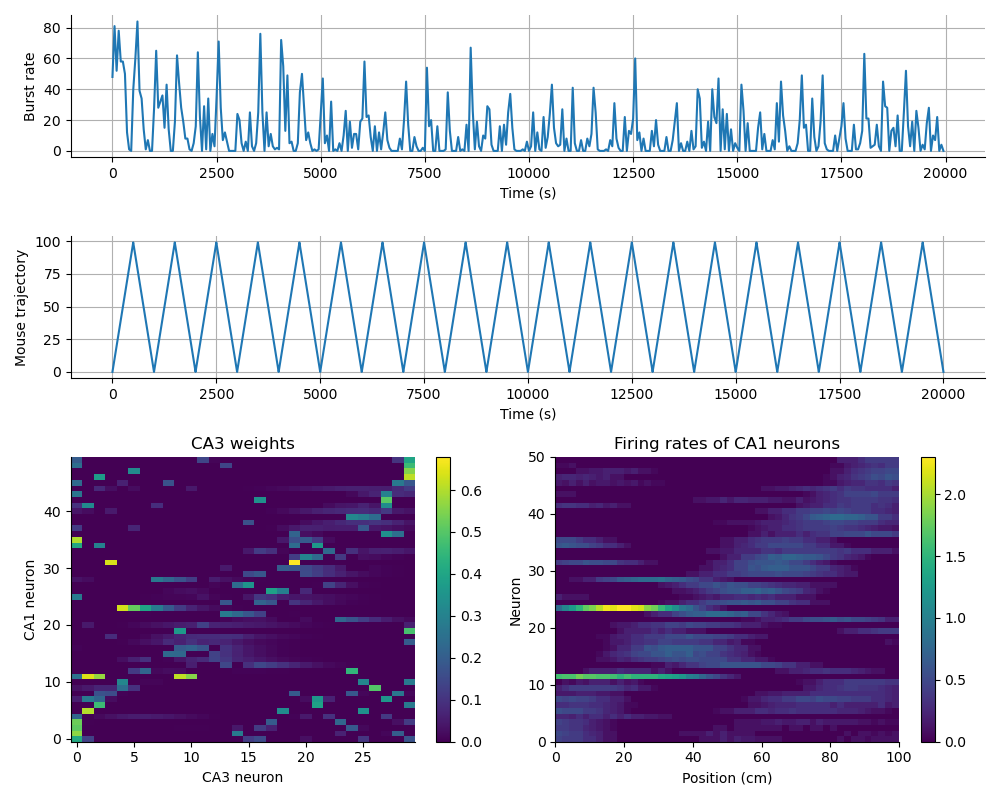 80
60
40
20
0
Burst rate
0 2500 5000 7500 10000 12500 15000 17500 20000
Time (s)
100
75
50
25
0
Mouse trajectory
0 2500 5000 7500 10000 12500 15000 17500 20000
Time (s)
CA3 weights
40
30
20
10
0
CA1 neuron
0 5 10 15 20 25
CA3 neuron
0.6
0.5
0.4
0.3
0.2
0.1
0.0
Firing rates of CA1 neurons
50
40
30
20
10
0
Neuron
0 20 40 60 80 100
Position (cm)
2.0
1.5
1.0
0.5
0.0